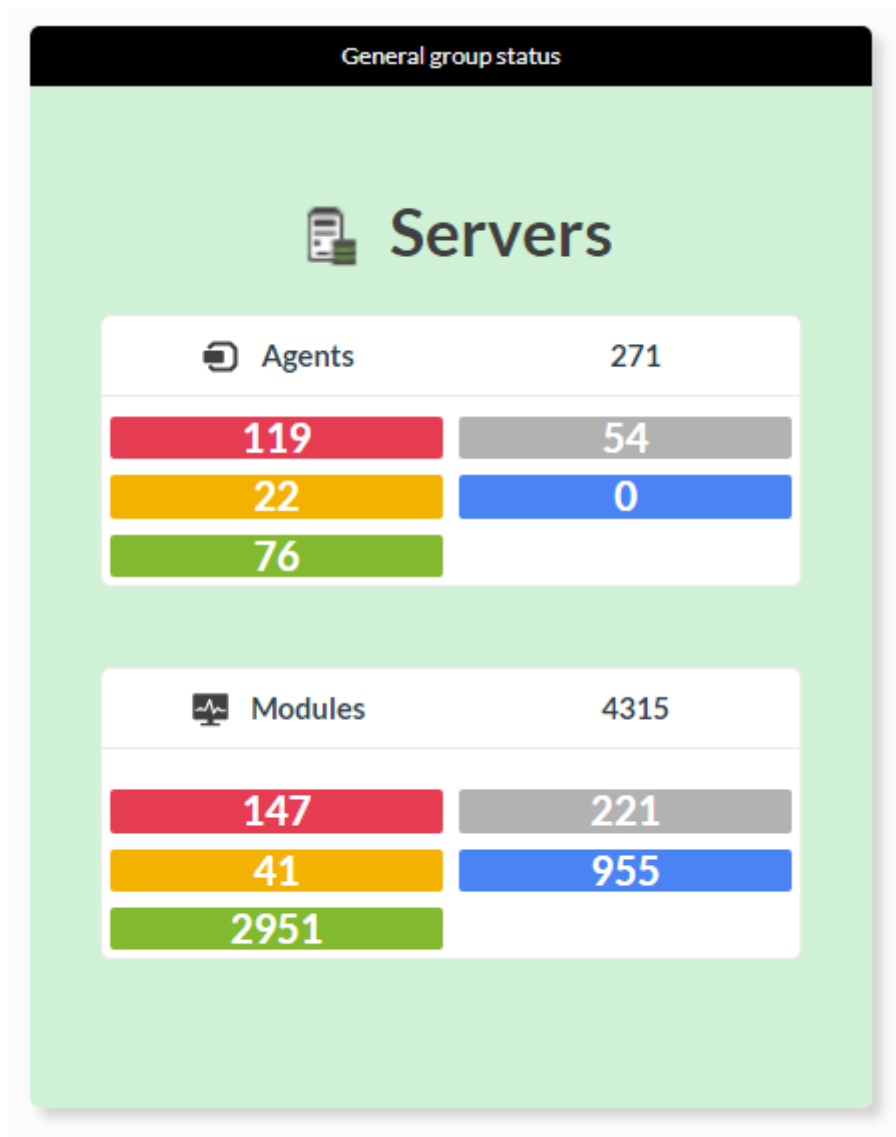 General group status
Servers
Agents 271
119 54
22 0
76
Modules 4315
147 221
41 955
2951